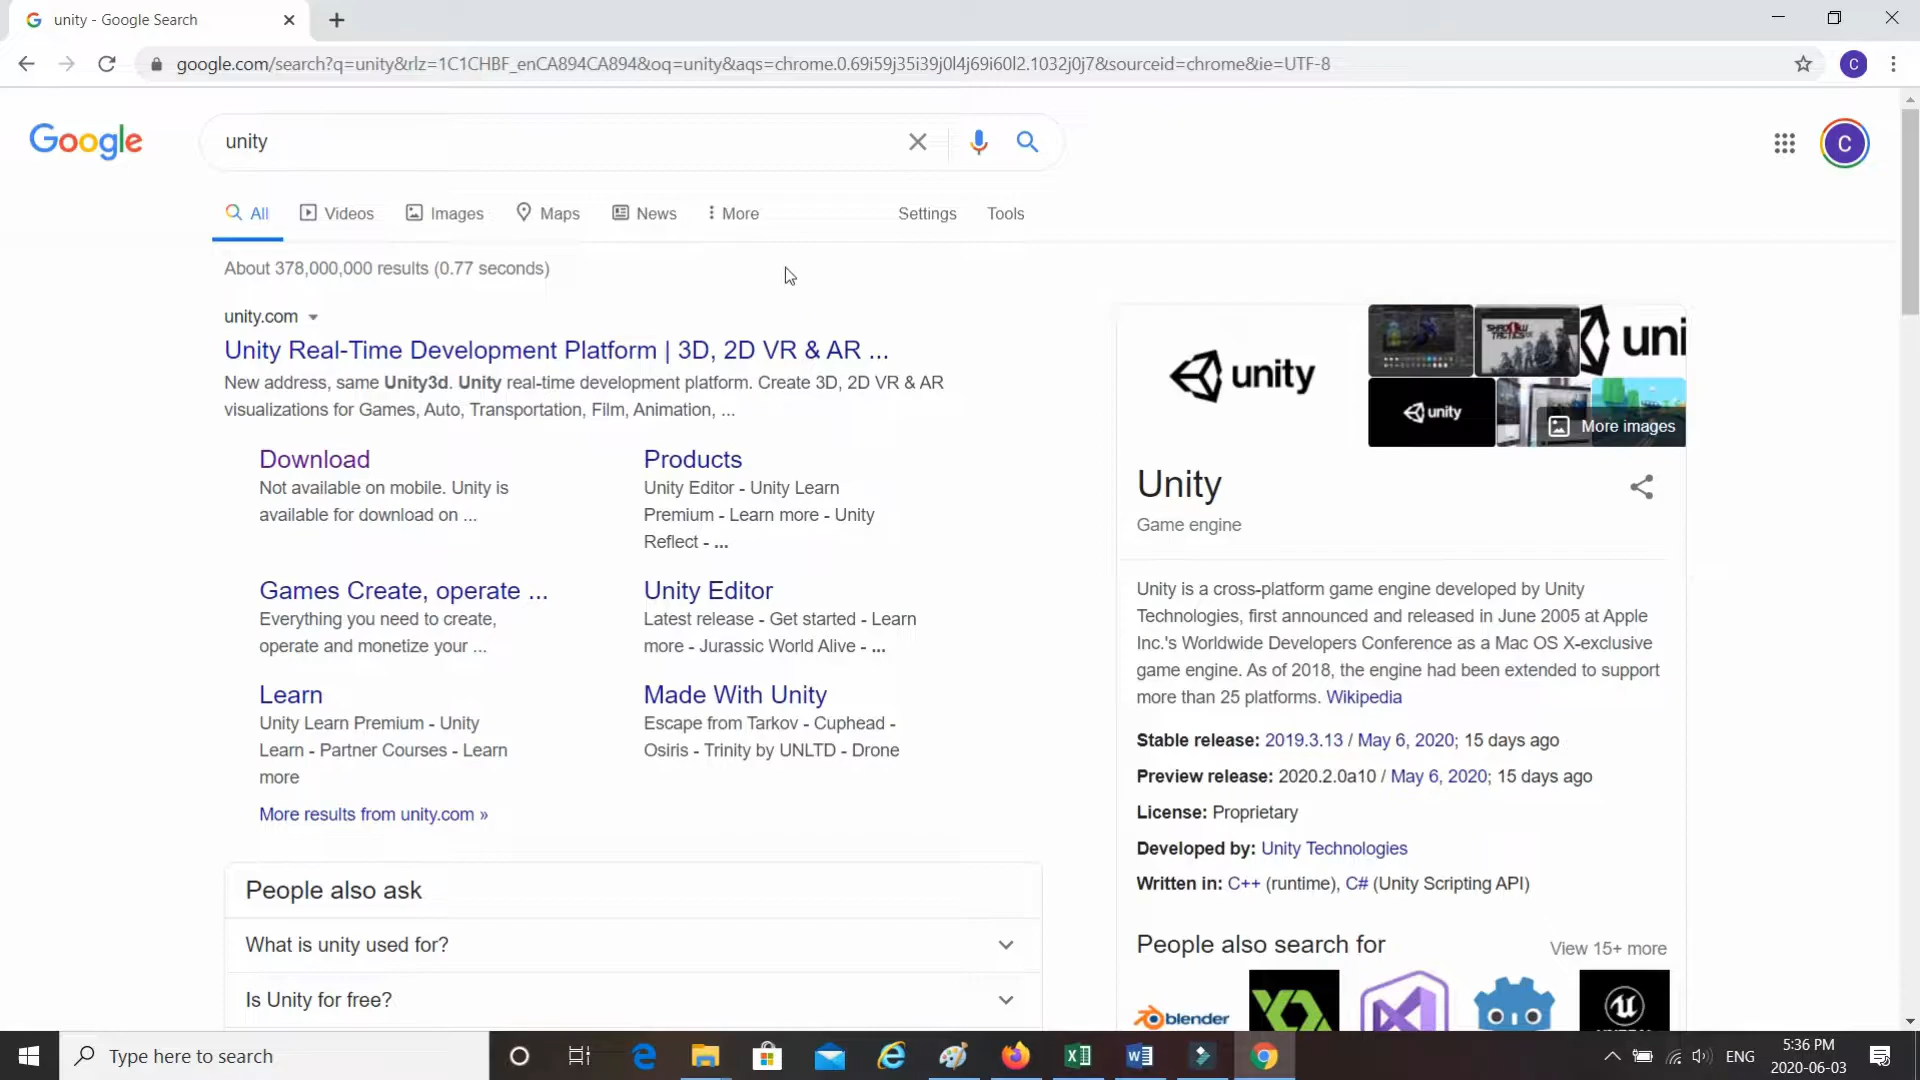 unity - Google Search
google.com/search?q=unity&rlz=1C1CHBF_enCA894CA894&oq=unity&aqs=chrome.0.69i59j35i39j0l4j69i60l2.1032j0j7&sourceid=chrome&ie=UTF-8
C
Google
unity
C
All
Videos
Images
Maps
News
More
Settings
Tools
About 378,000,000 results (0.77 seconds)
unity.com
Unity Real-Time Development Platform | 3D, 2D VR & AR ...
New address, same Unity3d. Unity real-time development platform. Create 3D, 2D VR & AR
visualizations for Games, Auto, Transportation, Film, Animation, ...
Download
Not available on mobile. Unity is
available for download on ...
Products
Unity Editor - Unity Learn
Premium - Learn more - Unity
Reflect - ...
Games Create, operate ...
Everything you need to create,
operate and monetize your ...
Unity Editor
Latest release - Get started - Learn
more - Jurassic World Alive - ...
Learn
Unity Learn Premium - Unity
Learn - Partner Courses - Learn
more
Made With Unity
Escape from Tarkov - Cuphead -
Osiris - Trinity by UNLTD - Drone
More results from unity.com »
People also ask
What is unity used for?
Is Unity for free?
unity
SHADOW
TACTICS
uni
unity
More images
Unity
Game engine
Unity is a cross-platform game engine developed by Unity
Technologies, first announced and released in June 2005 at Apple
Inc.'s Worldwide Developers Conference as a Mac OS X-exclusive
game engine. As of 2018, the engine had been extended to support
more than 25 platforms. Wikipedia
Stable release: 2019.3.13 / May 6, 2020; 15 days ago
Preview release: 2020.2.0a10 / May 6, 2020; 15 days ago
License: Proprietary
Developed by: Unity Technologies
Written in: C++ (runtime), C# (Unity Scripting API)
People also search for
View 15+ more
blender
Type here to search
ENG
5:36 PM
2020-06-03